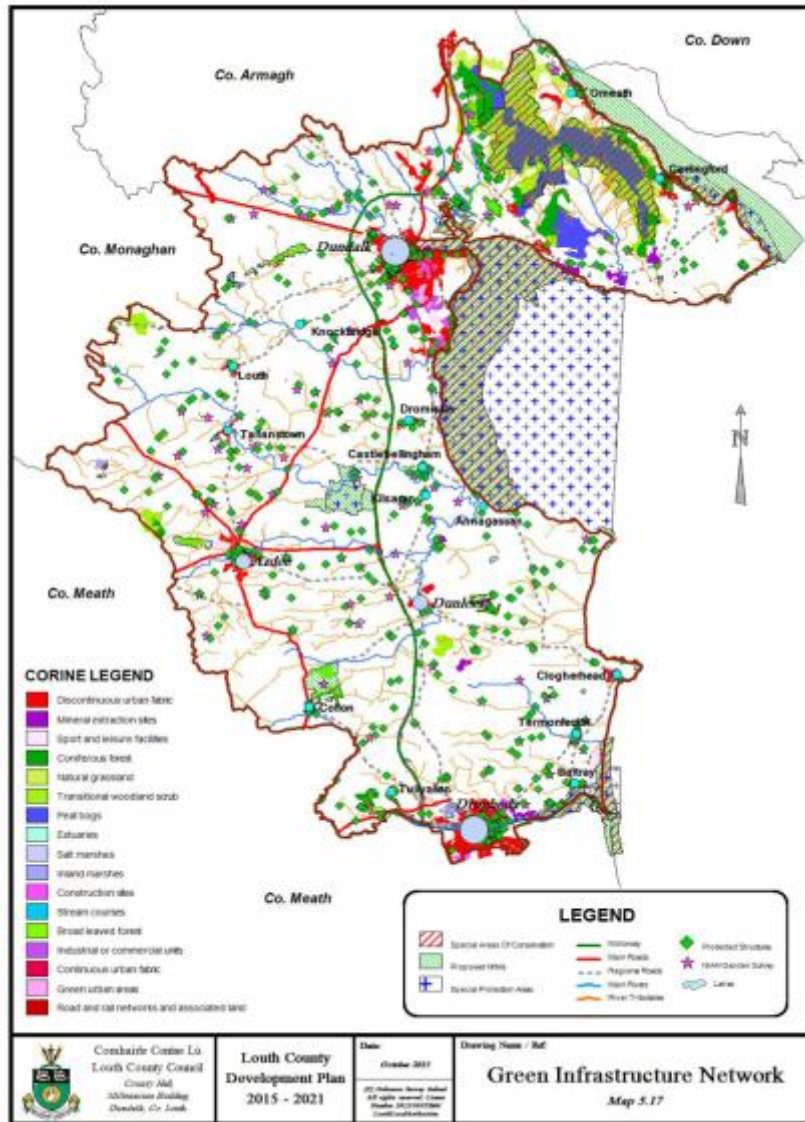 Co. Down
Co. Armagh
Omeath
Carlingford
Co. Monaghan
Dundalk
Knockbridge
Louth
Dromiskin
Tallanstown
Castlebellingham
Kilsaran
Annagassan
Ardee
Co. Meath
Dunleer
Clogherhead
Collon
Termonfeckin
Baltray
Tullyallen
Drogheda
Co. Meath
N
CORINE LEGEND
Discontinuous urban fabric
Mineral extraction sites
Sport and leisure facilities
Coniferous forest
Natural grassland
Transitional woodland scrub
Peat bogs
Estuaries
Salt marshes
Inland marshes
Construction sites
Stream courses
Broad leaved forest
Industrial or commercial units
Continuous urban fabric
Green urban areas
Road and rail networks and associated land
LEGEND
Special Areas Of Conservation
Proposed NHAs
Special Protection Areas
Motorway
Main Roads
Regional Roads
Main Rivers
River Tributaries
Protected Structures
NIAH Garden Survey
Lakes
Comhairle Contae Lú
Louth County Council
County Hall,
Millennium Building,
Dundalk, Co. Louth
Louth County
Development Plan
2015 - 2021
Date:
October 2015
Drawing Name / Ref:
Green Infrastructure Network
Map 5.17